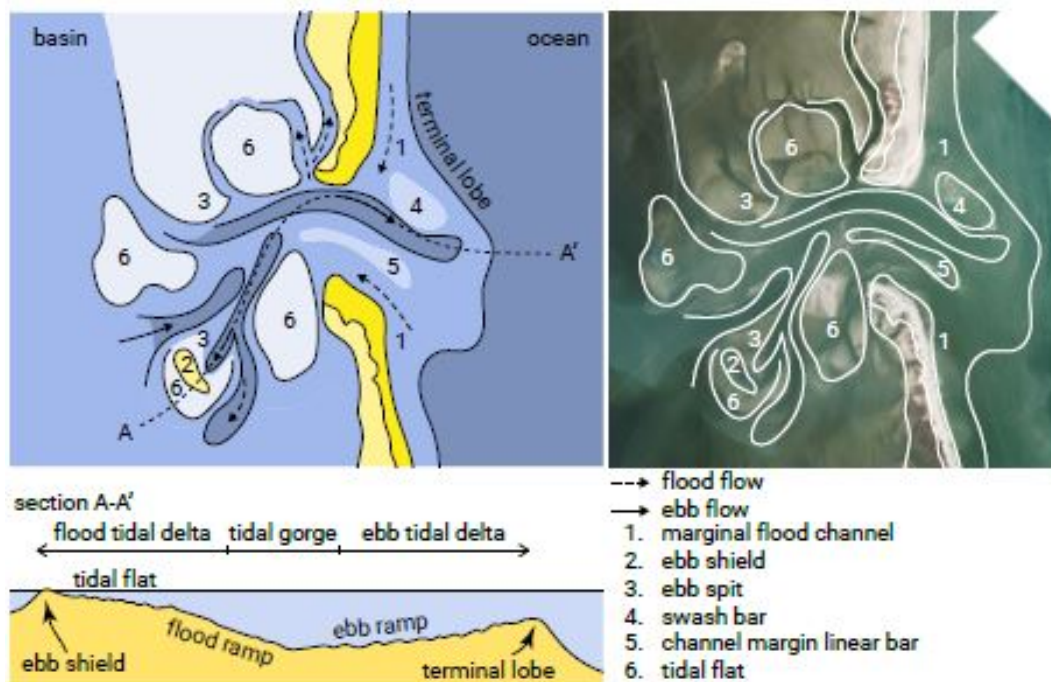 basin
ocean
terminal lobe
1
6
3
4
A'
6
5
6
3
2
6
1
A
1
6
3
4
6
5
3
6
2
6
1
section A-A'
flood tidal delta
tidal gorge
ebb tidal delta
tidal flat
flood ramp
ebb ramp
ebb shield
terminal lobe
flood flow
ebb flow
1. marginal flood channel
2. ebb shield
3. ebb spit
4. swash bar
5. channel margin linear bar
6. tidal flat